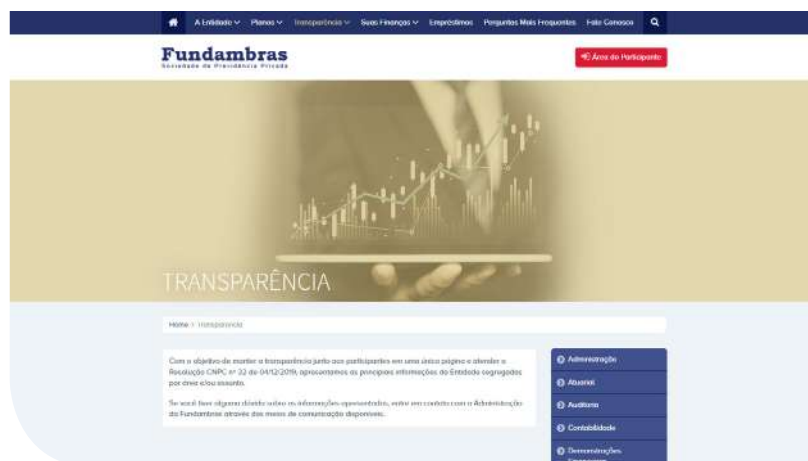 A Entidade Planos Transparência Suas Finanças Empréstimos Perguntas Mais Frequentes Fale Conosco
Fundambras
Sociedade de Previdência Privada
Área do Participante
TRANSPARÊNCIA
Home > Transparência
Com o objetivo de manter a transparência junto aos participantes em uma única página e atender a
Resolução CNPC nº 32 de 04/12/2019, apresentamos as principais informações da Entidade segregadas
por área e/ou assunto.
Se você tiver alguma dúvida sobre as informações apresentadas, entre em contato com a Administração
da Fundambras através dos meios de comunicação disponíveis.
Administração
Atuarial
Auditoria
Contabilidade
Demonstrações